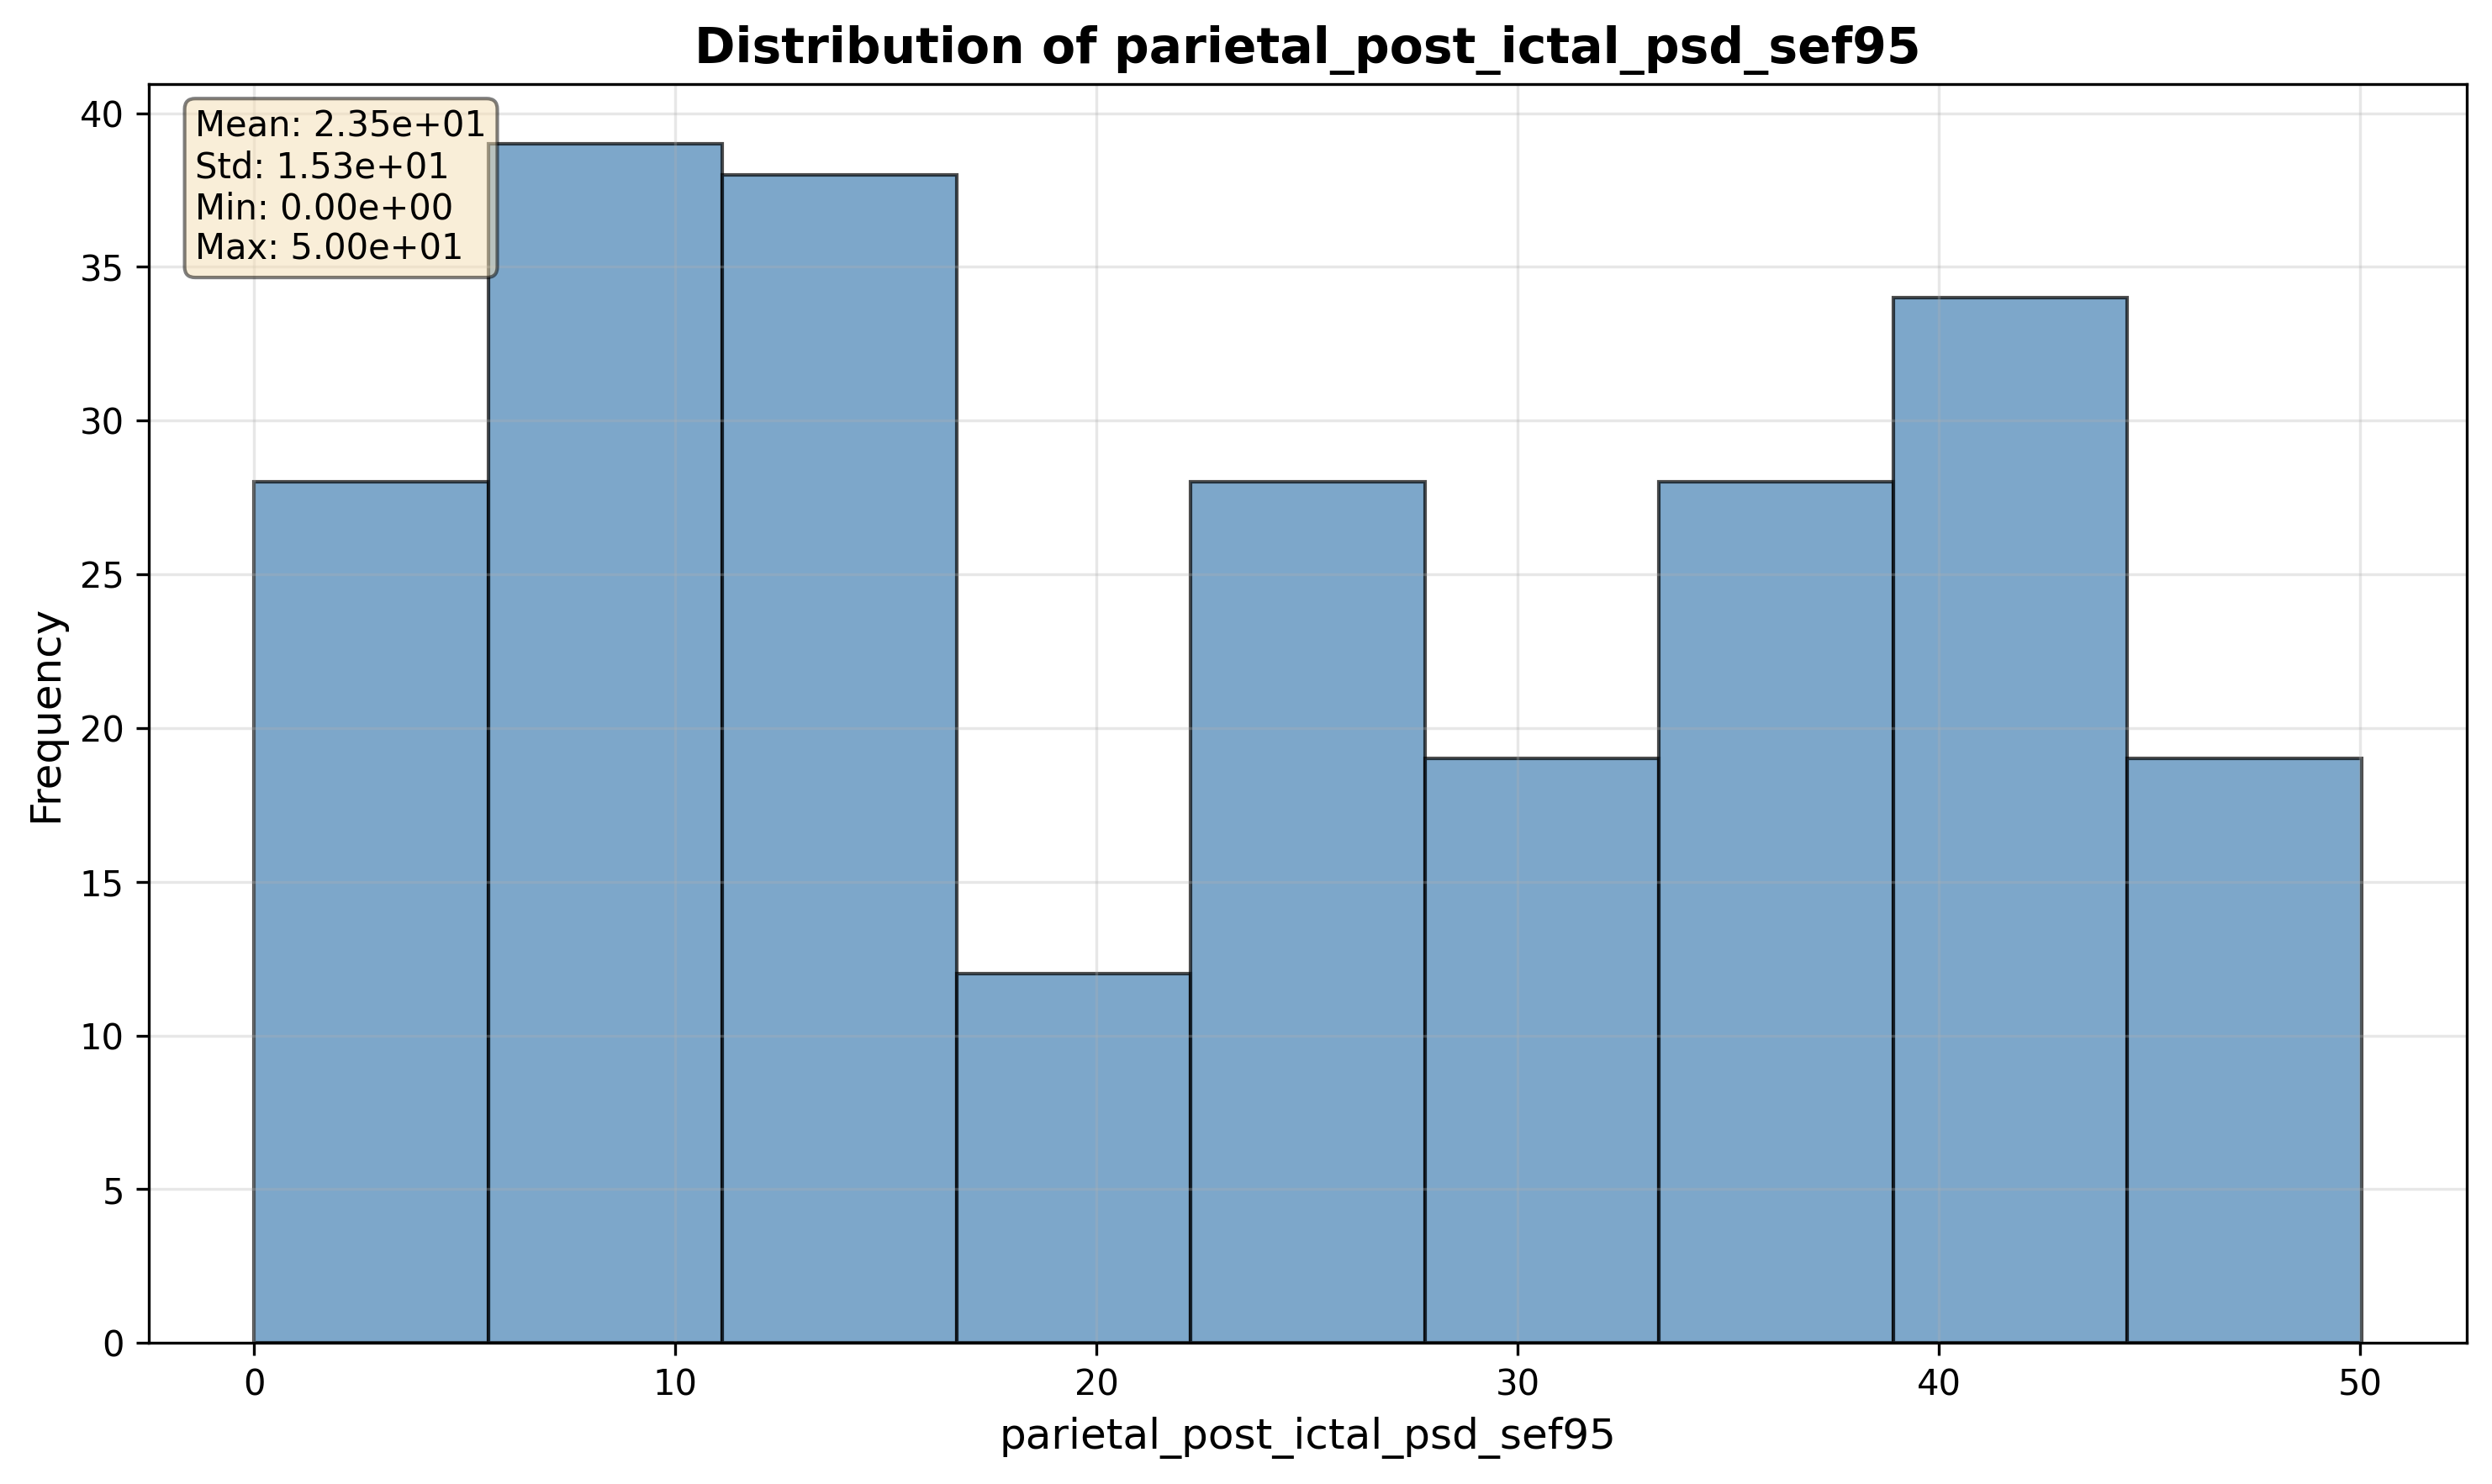 Distribution of parietal_post_ictal_psd_sef95
Mean: 2.35e+01
Std: 1.53e+01
Min: 0.00e+00
Max: 5.00e+01
40
35
30
25
20
15
10
5
0
Frequency
0 10 20 30 40 50
parietal_post_ictal_psd_sef95